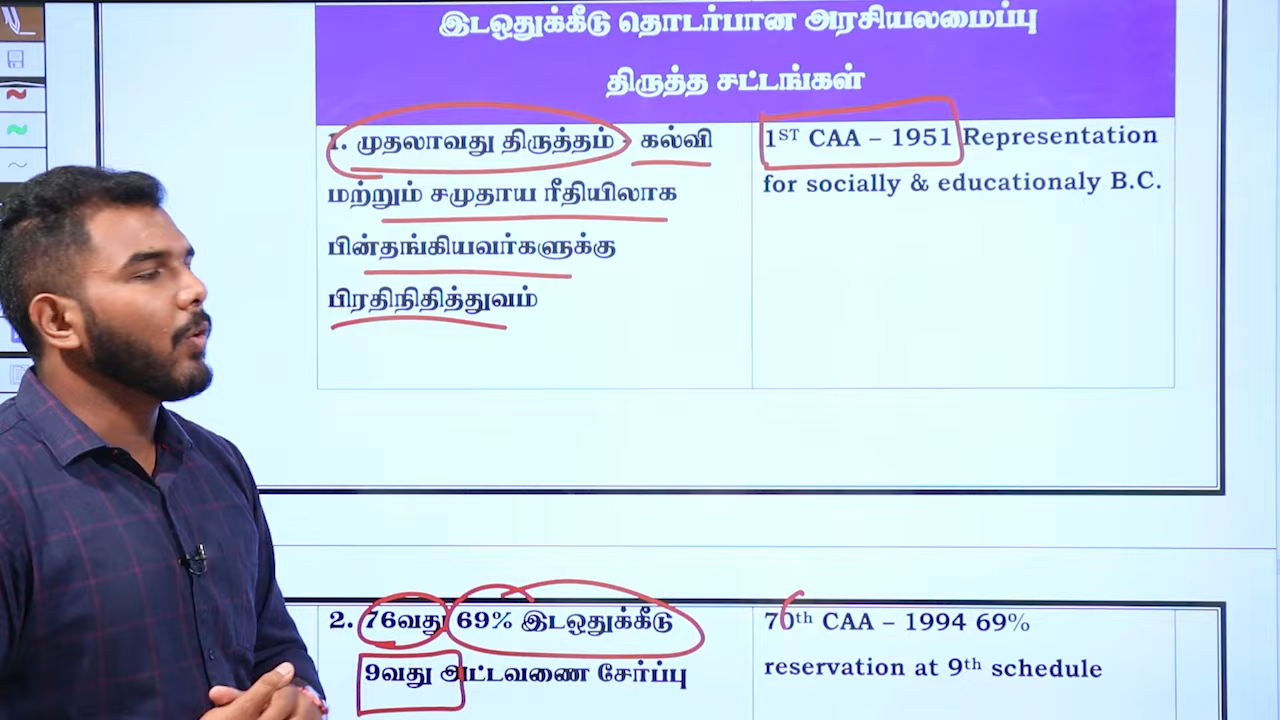 இடஒதுக்கீடு தொடர்பான அரசியலமைப்பு
திருத்த சட்டங்கள்
1. முதலாவது திருத்தம் - கல்வி
மற்றும் சமுதாய ரீதியிலாக
பின்தங்கியவர்களுக்கு
பிரதிநிதித்துவம்
1ST CAA – 1951 Representation
for socially & educationaly B.C.
2. 76வது 69% இடஒதுக்கீடு
9வது அட்டவணை சேர்ப்பு
76th CAA – 1994 69%
reservation at 9th schedule